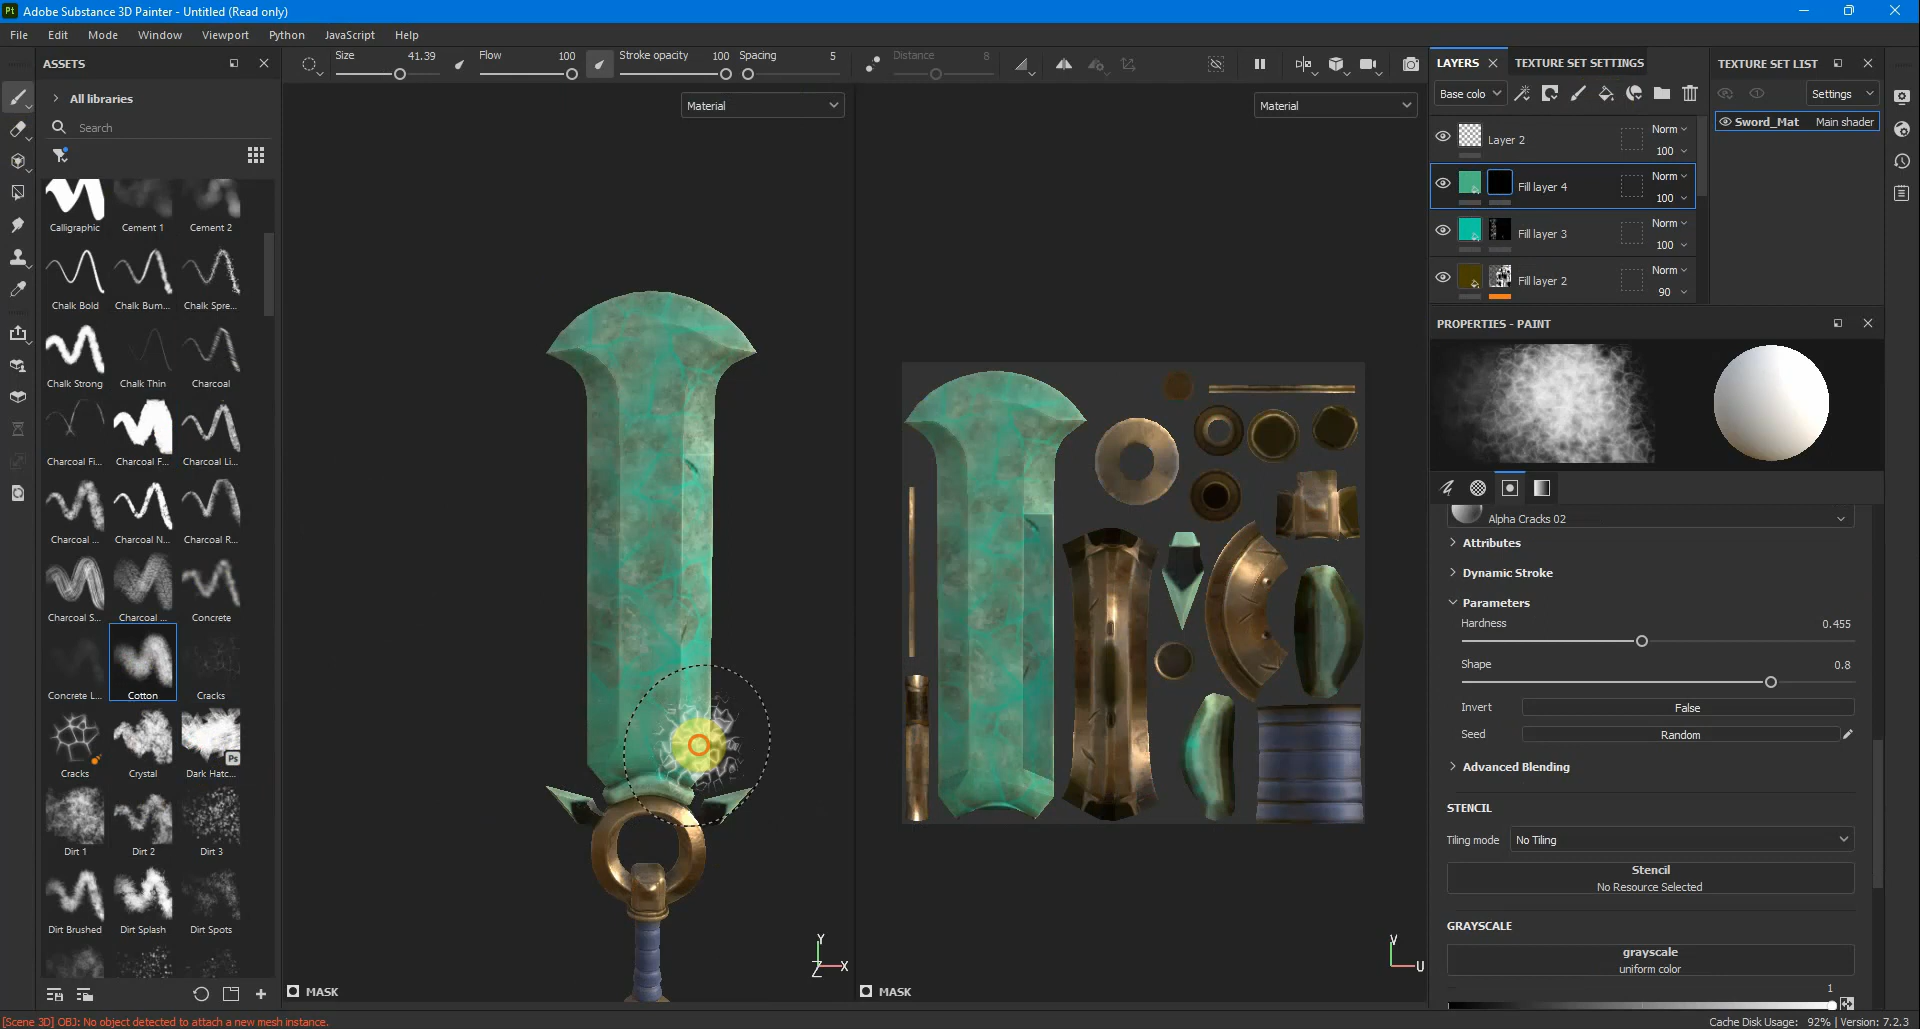 Pt Adobe Substance 3D Painter - Untitled (Read only)
File Edit Mode Window Viewport Python JavaScript Help
ASSETS
All libraries
Search
Calligraphic Cement 1 Cement 2
Chalk Bold Chalk Bum... Chalk Spre...
Chalk Strong Chalk Thin Charcoal
Charcoal Fi... Charcoal F... Charcoal Li...
Charcoal ... Charcoal N... Charcoal R...
Charcoal S... Charcoal ... Concrete
Concrete L... Cotton Cracks
Cracks Crystal Dark Hatc...
Ps
Dirt 1 Dirt 2 Dirt 3
Dirt Brushed Dirt Splash Dirt Spots
Size 41.39 Flow 100 Stroke opacity 100 Spacing 5 Distance 8
Material
Material
Y
Z X
V
U
MASK
MASK
LAYERS TEXTURE SET SETTINGS
Base colo
Layer 2 Norm 100
Fill layer 4 Norm 100
Fill layer 3 Norm 100
Fill layer 2 Norm 90
TEXTURE SET LIST
Settings
Sword_Mat Main shader
PROPERTIES - PAINT
Alpha Cracks 02
Attributes
Dynamic Stroke
Parameters
Hardness 0.455
Shape 0.8
Invert False
Seed Random
Advanced Blending
STENCIL
Tiling mode No Tiling
Stencil
No Resource Selected
GRAYSCALE
grayscale
uniform color
1
[Scene 3D] OBJ: No object detected to attach a new mesh instance.
Cache Disk Usage: 92% | Version: 7.2.3